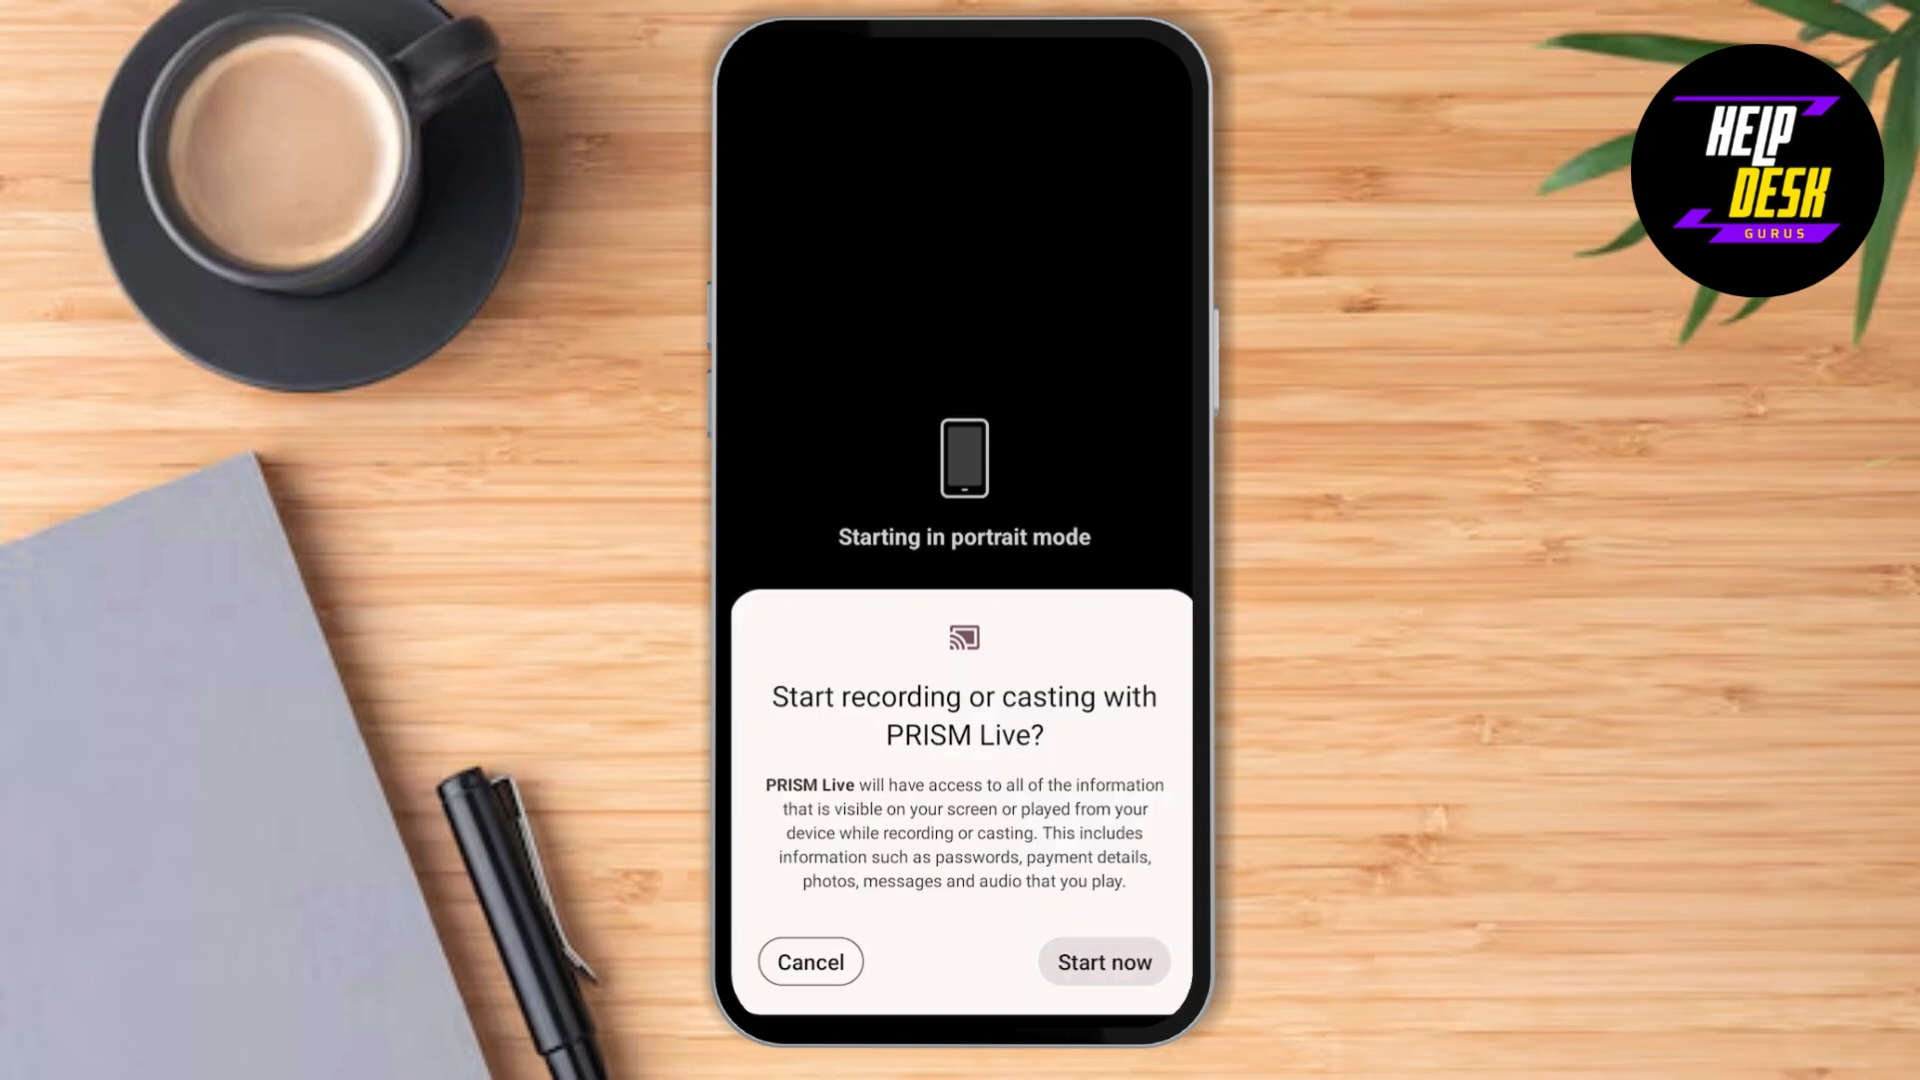 HELP
DESK
GURUS
Starting in portrait mode
Start recording or casting with
PRISM Live?
PRISM Live will have access to all of the information
that is visible on your screen or played from your
device while recording or casting. This includes
information such as passwords, payment details,
photos, messages and audio that you play.
Cancel
Start now